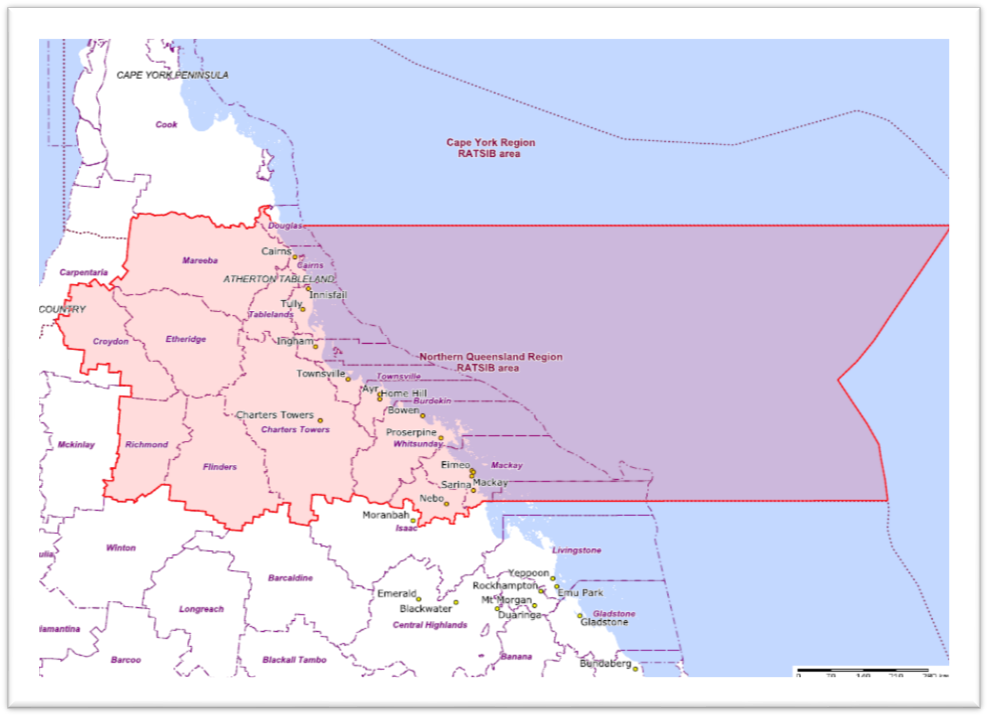 CAPE YORK PENINSULA
Cook
Cape York Region
RATSIB area
Douglas
Cairns
Mareeba
Cairns
Carpentaria
ATHERTON TABLELAND
Innisfail
Tully
COUNTRY
Tablelands
Croydon
Etheridge
Ingham
Northern Queensland Region
RATSIB area
Townsville
Townsville
Ayr
Home Hill
Burdekin
Bowen
Charters Towers
Charters Towers
Proserpine
Whitsunday
Mckinlay
Richmond
Flinders
Eimeo
Mackay
Sarina
Mackay
Nebo
Moranbah
Isaac
Winton
Livingstone
Barcaldine
Yeppoon
Rockhampton
Emu Park
Emerald
Mt Morgan
Blackwater
Longreach
Duaringa
Gladstone
Gladstone
Central Highlands
iamantina
Barcoo
Blackall Tambo
Banana
Bundaberg